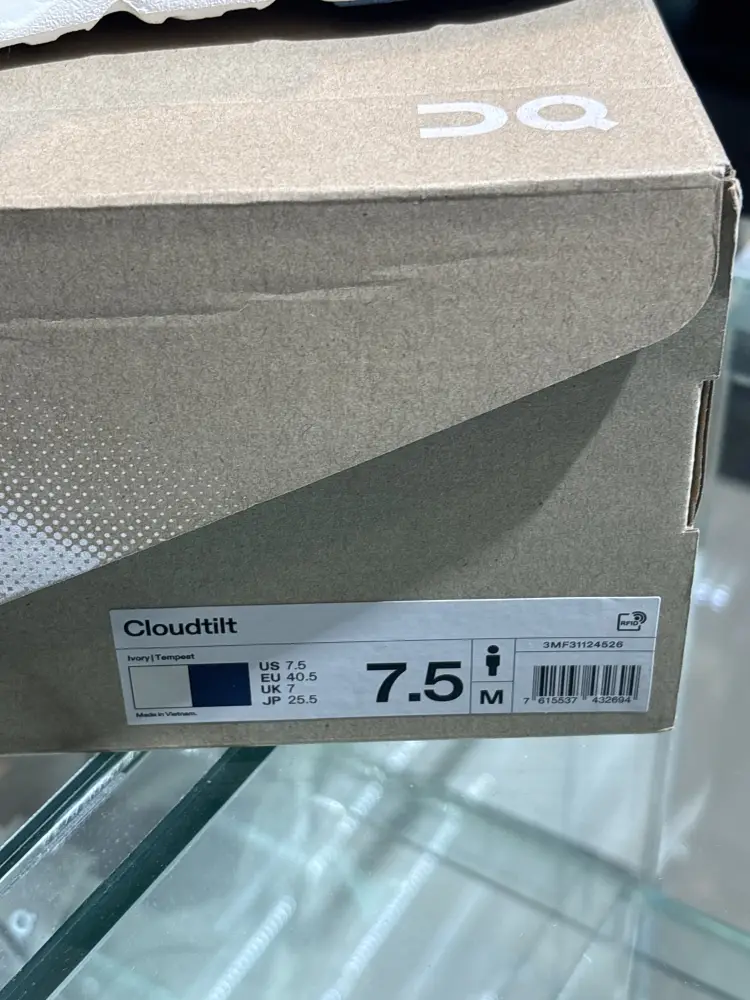 On
Cloudtilt
RFID
Ivory | Tempest
US 7.5
EU 40.5
UK 7
JP 25.5
Made in Vietnam.
7.5
M
3MF31124526
7 615537 432694